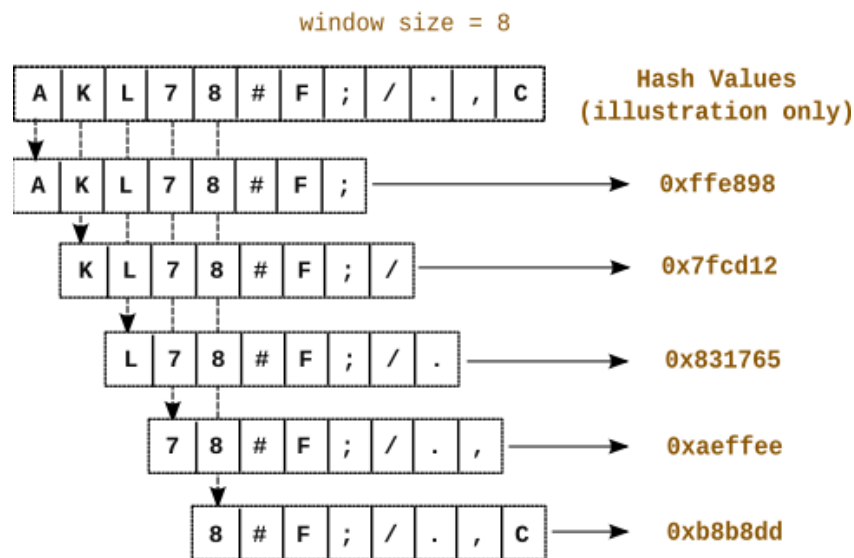 window size = 8
A K L 7 8 # F ; / . , C
Hash Values
(illustration only)
A K L 7 8 # F ;
0xffe898
K L 7 8 # F ; /
0x7fcd12
L 7 8 # F ; / .
0x831765
7 8 # F ; / . ,
0xaeffee
8 # F ; / . , C
0xb8b8dd